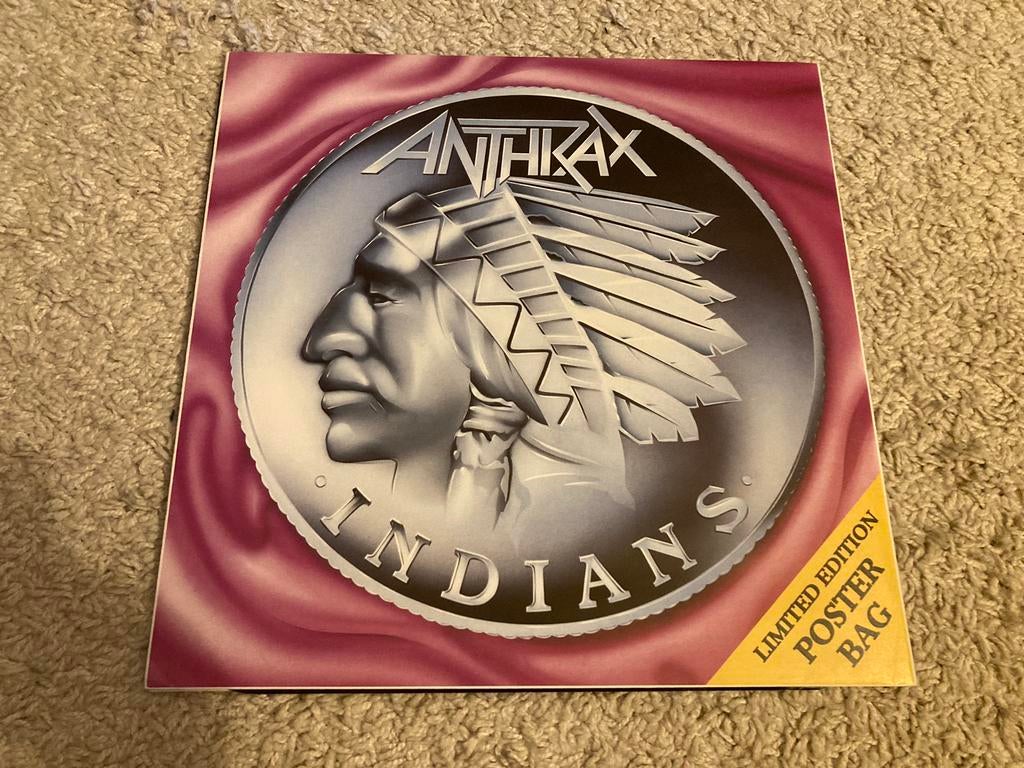 ANTHRAX
INDIANS
LIMITED EDITION
POSTER
BAG